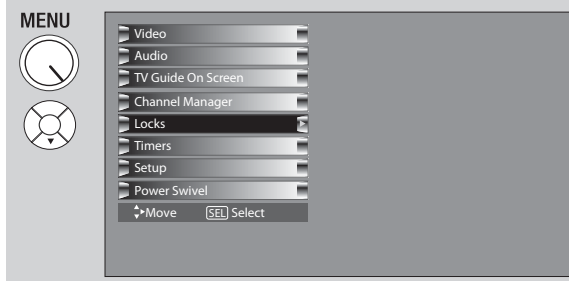 MENU
Video
Audio
TV Guide On Screen
Channel Manager
Locks
Timers
Setup
Power Swivel
Move SEL Select